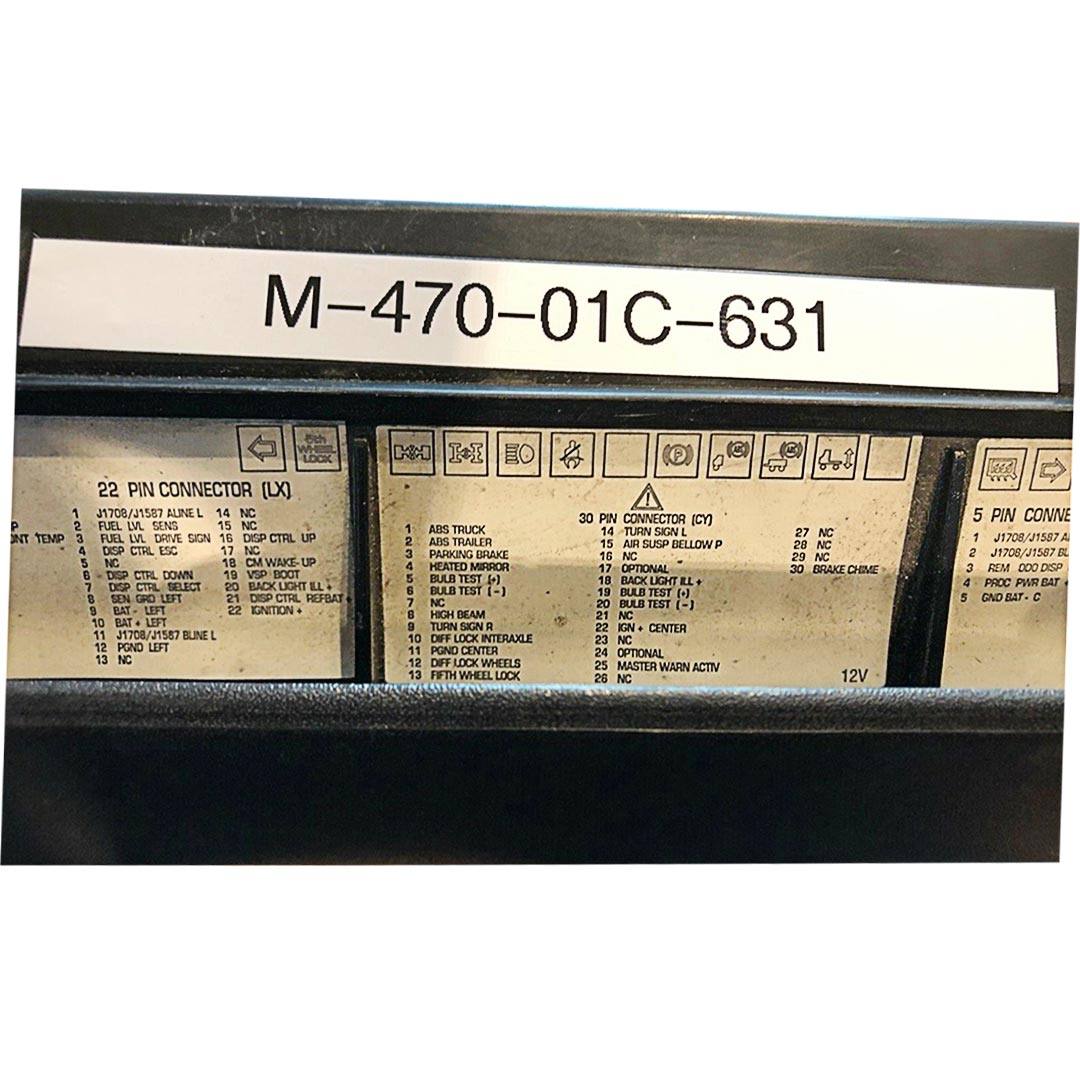 M-470-01C-631
5th
WHEEL
LOCK
22 PIN CONNECTOR (LX)
1 J1708/J1587 ALINE L
2 FUEL LVL SENS
3 FUEL LVL DRIVE SIGN
4 DISP CTRL ESC
5 NC
6 DISP CTRL DOWN
7 DISP CTRL SELECT
8 SEN GRD LEFT
9 BAT- LEFT
10 BAT+ LEFT
11 J1708/J1587 BLINE L
12 PGND LEFT
13 NC
14 NC
15 NC
16 DISP CTRL UP
17 NC
18 CM WAKE-UP
19 VSP BOOT
20 BACK LIGHT ILL +
21 DISP CTRL REFBAT+
22 IGNITION +
P
TEMP
30 PIN CONNECTOR (CY)
1 ABS TRUCK
2 ABS TRAILER
3 PARKING BRAKE
4 HEATED MIRROR
5 BULB TEST (+)
6 BULB TEST (-)
7 NC
8 HIGH BEAM
9 TURN SIGN R
10 DIFF LOCK INTERAXLE
11 PGND CENTER
12 DIFF LOCK WHEELS
13 FIFTH WHEEL LOCK
14 TURN SIGN L
15 AIR SUSP BELLOW P
16 NC
17 OPTIONAL
18 BACK LIGHT ILL +
19 BULB TEST (+)
20 BULB TEST (-)
21 NC
22 IGN + CENTER
23 NC
24 OPTIONAL
25 MASTER WARN ACTIV
26 NC
27 NC
28 NC
29 NC
30 BRAKE CHIME
12V
5 PIN CONNE
1 J1708/J1587 A
2 J1708/J1587 BL
3 REM ODO DISP
4 PROC PWR BAT +
5 GND BAT- C